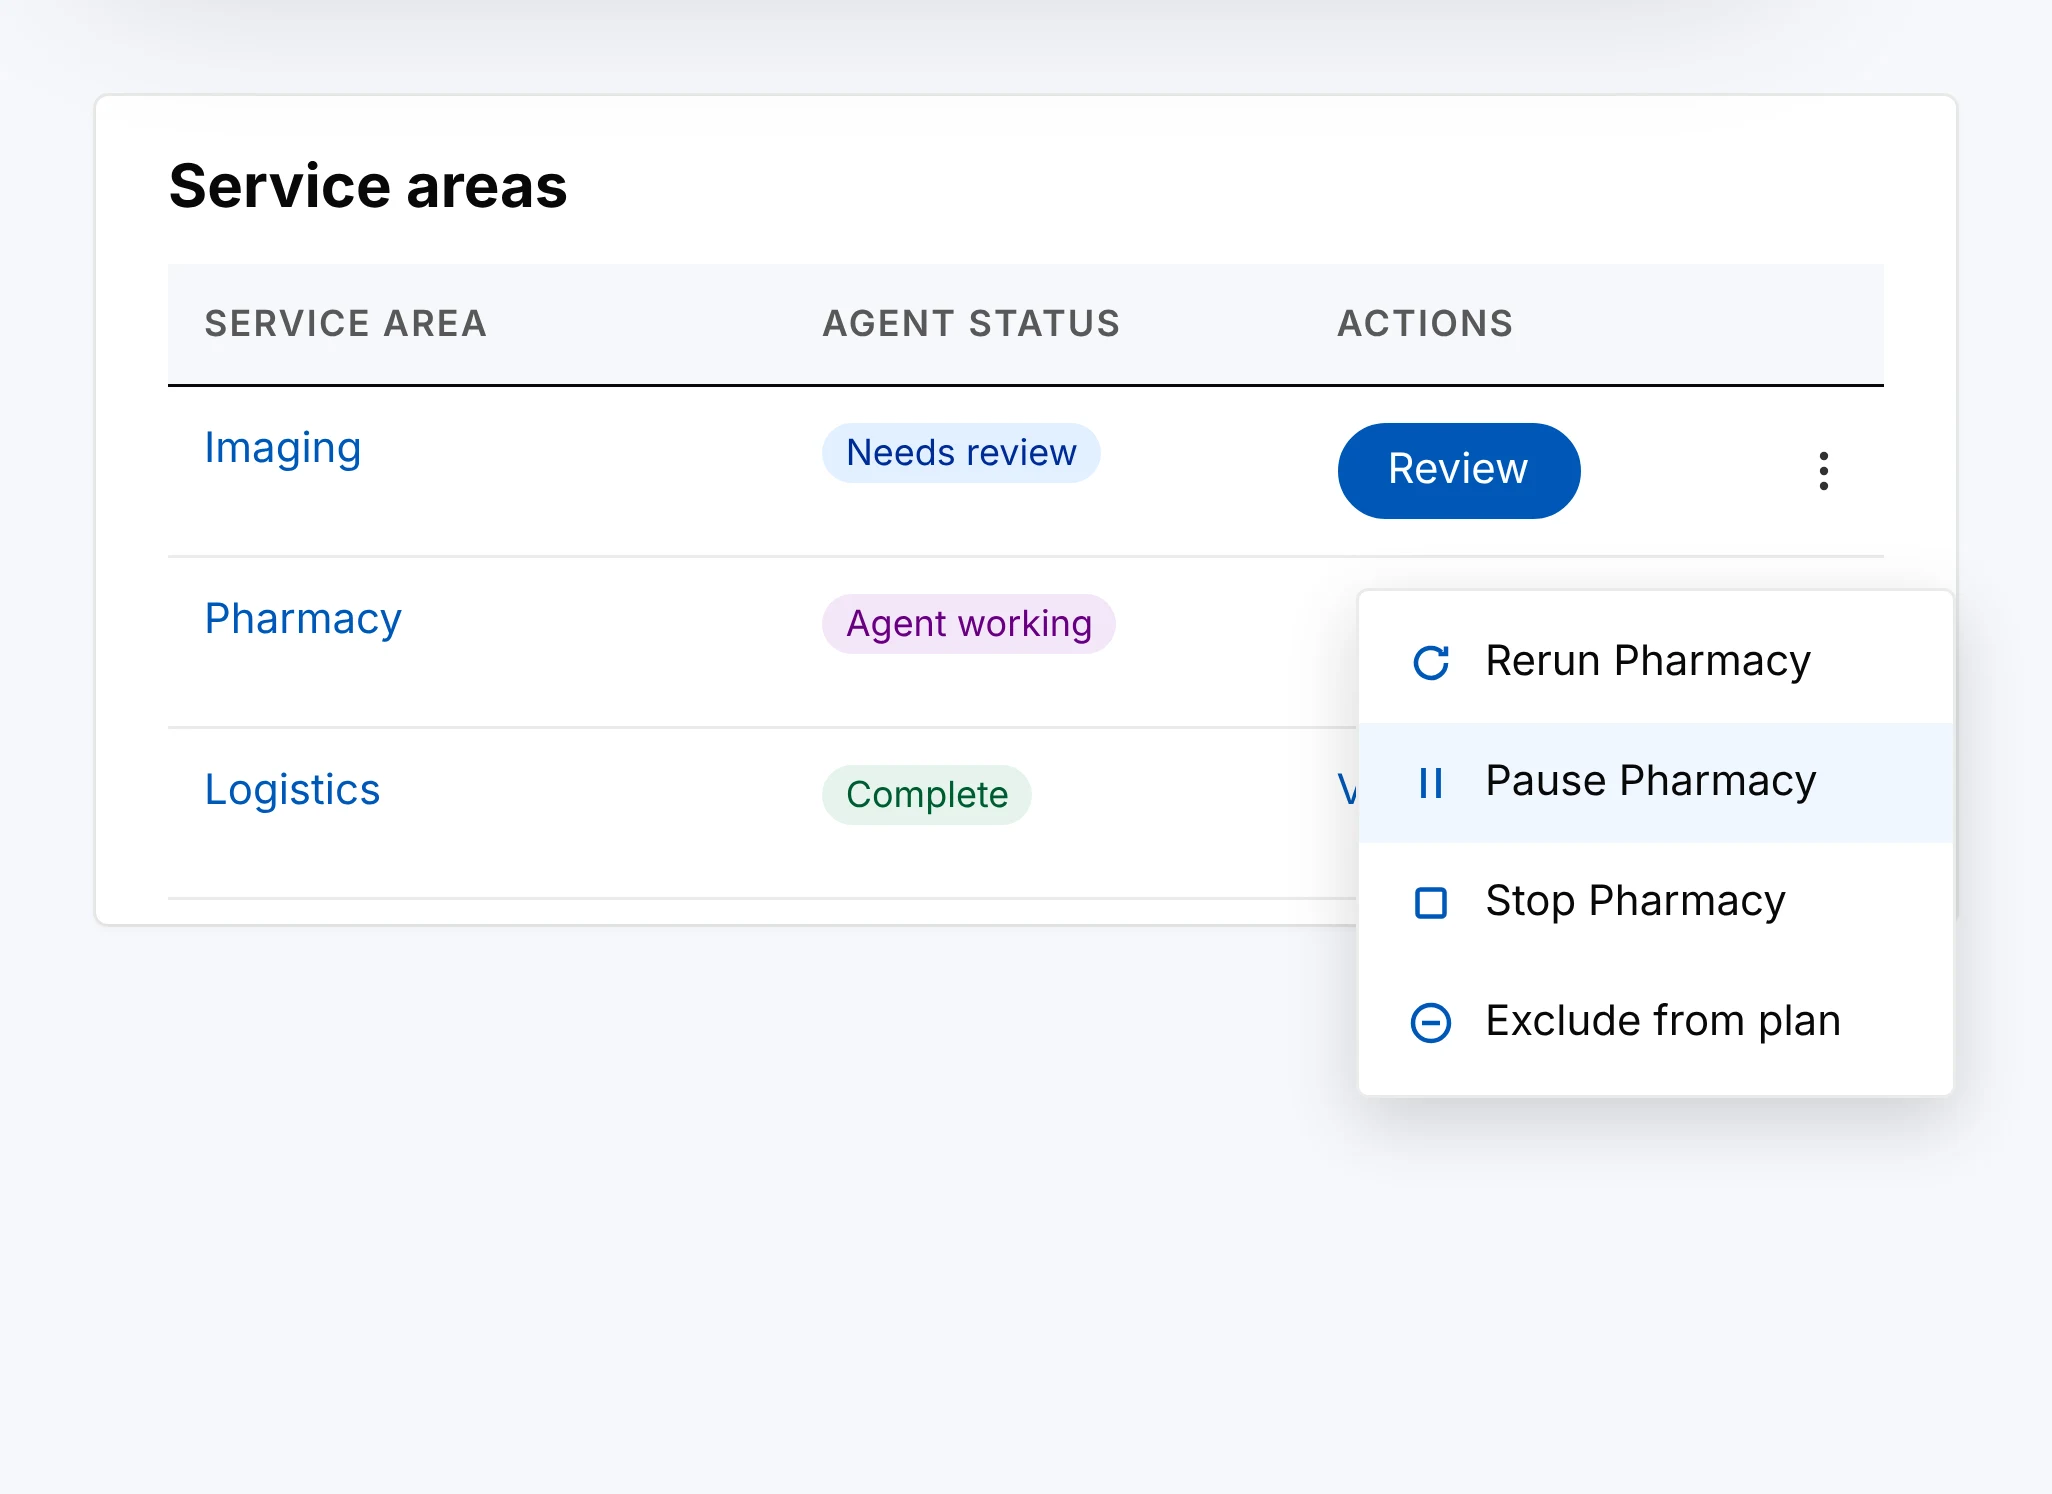 Service areas
SERVICE AREA AGENT STATUS ACTIONS
Imaging Needs review Review
Pharmacy Agent working
Rerun Pharmacy
Pause Pharmacy
Logistics Complete
Stop Pharmacy
Exclude from plan